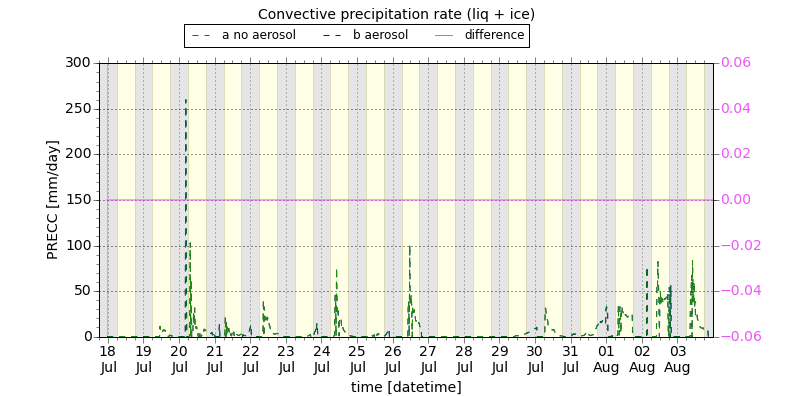 Convective precipitation rate (liq + ice)
a no aerosol b aerosol difference
300 0.06
250 0.04
200 0.02
150 0.00
100 −0.02
50 −0.04
0 −0.06
PRECC [mm/day]
18 19 20 21 22 23 24 25 26 27 28 29 30 31 01 02 03
Jul Jul Jul Jul Jul Jul Jul Jul Jul Jul Jul Jul Jul Jul Aug Aug Aug
time [datetime]